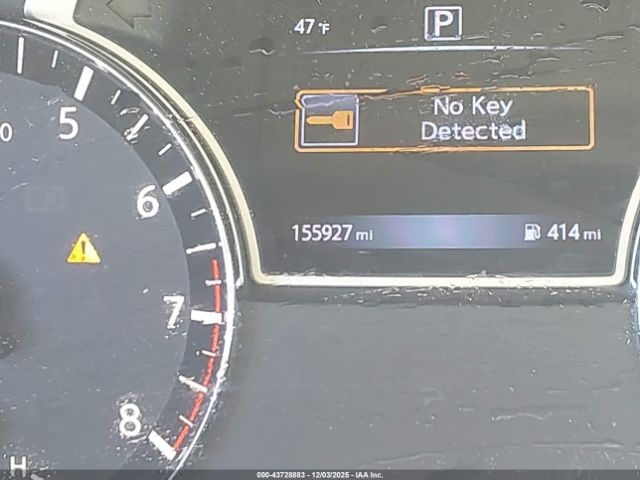 47°F
P
No Key
Detected
155927 mi
414 mi
5
6
7
8
H
000-43728883 - 12/03/2025 - IAA Inc.